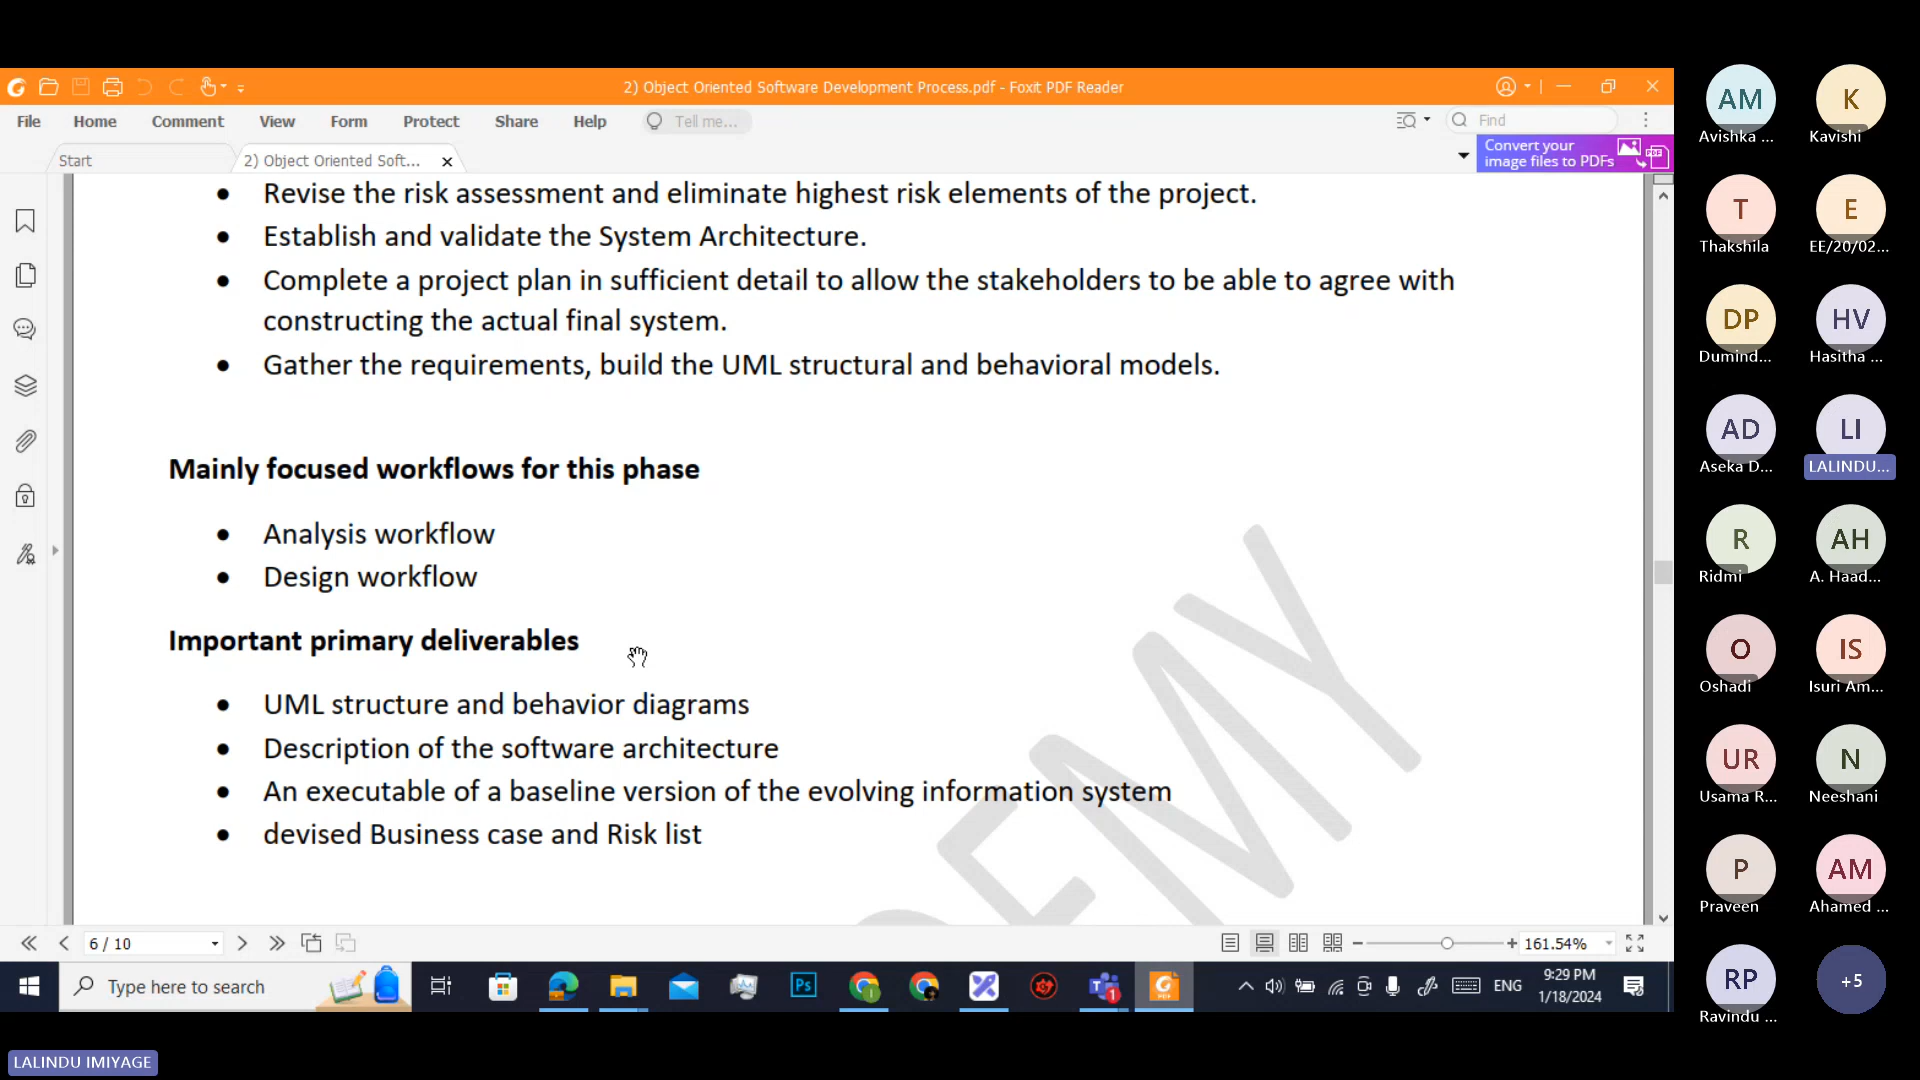 2) Object Oriented Software Development Process.pdf - Foxit PDF Reader
File Home Comment View Form Protect Share Help Tell me... Find
Start 2) Object Oriented Soft...
Convert your
image files to PDFs
PDF
• Revise the risk assessment and eliminate highest risk elements of the project.
• Establish and validate the System Architecture.
• Complete a project plan in sufficient detail to allow the stakeholders to be able to agree with
constructing the actual final system.
• Gather the requirements, build the UML structural and behavioral models.
Mainly focused workflows for this phase
• Analysis workflow
• Design workflow
Important primary deliverables
• UML structure and behavior diagrams
• Description of the software architecture
• An executable of a baseline version of the evolving information system
• devised Business case and Risk list
EMY
6 / 10
161.54%
Type here to search
Ps
1
ENG
9:29 PM
1/18/2024
LALINDU IMIYAGE
AM K
Avishka ... Kavishi
T E
Thakshila EE/20/02...
DP HV
Dumind... Hasitha ...
AD LI
Aseka D... LALINDU...
R AH
Ridmi A. Haad...
O IS
Oshadi Isuri Am...
UR N
Usama R... Neeshani
P AM
Praveen Ahamed ...
RP +5
Ravindu ...